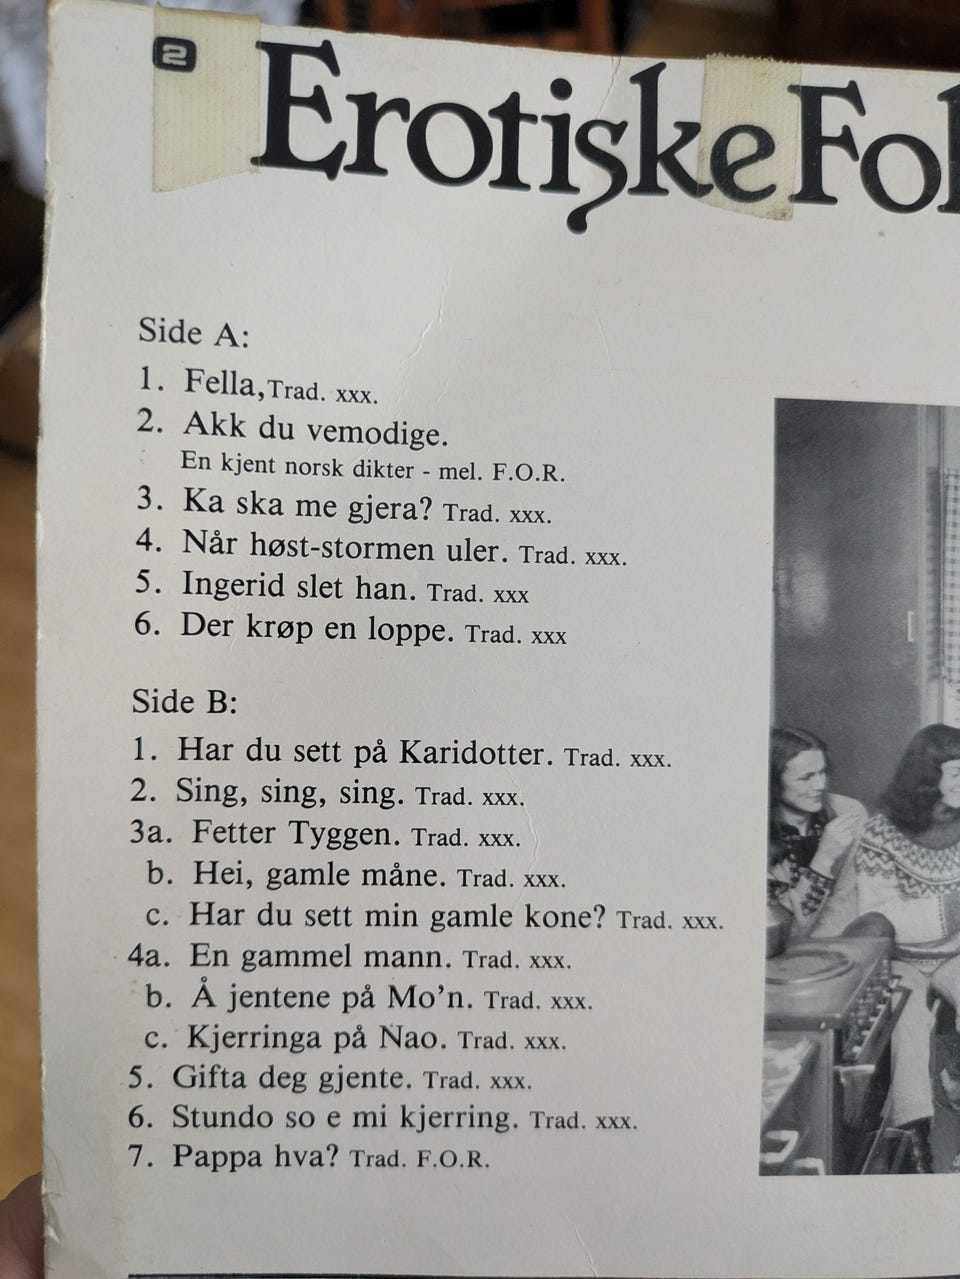 2
Erotiske Fol
Side A:
1. Fella, Trad. xxx.
2. Akk du vemodige.
En kjent norsk dikter - mel. F.O.R.
3. Ka ska me gjera? Trad. xxx.
4. Når høst-stormen uler. Trad. xxx.
5. Ingerid slet han. Trad. xxx
6. Der krøp en loppe. Trad. xxx
Side B:
1. Har du sett på Karidotter. Trad. xxx.
2. Sing, sing, sing. Trad. xxx.
3a. Fetter Tyggen. Trad. xxx.
b. Hei, gamle måne. Trad. xxx.
c. Har du sett min gamle kone? Trad. xxx.
4a. En gammel mann. Trad. xxx.
b. Å jentene på Mo'n. Trad. xxx.
c. Kjerringa på Nao. Trad. xxx.
5. Gifta deg gjente. Trad. xxx.
6. Stundo so e mi kjerring. Trad. xxx.
7. Pappa hva? Trad. F.O.R.